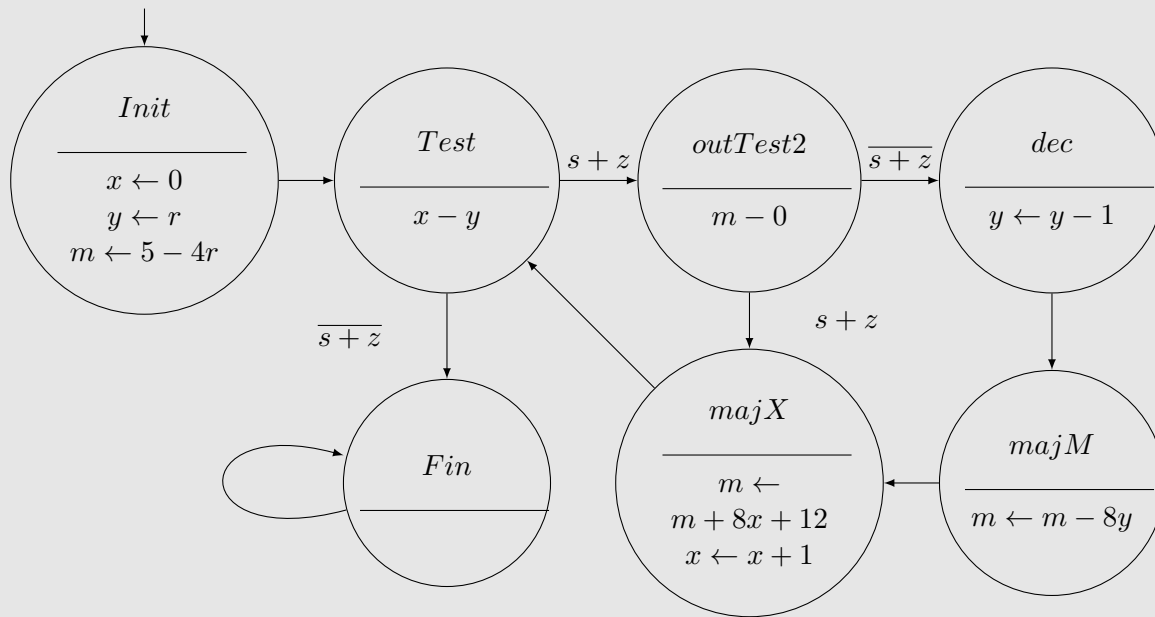 Init
x ← 0
y ← r
m ← 5 − 4r
Test
x − y
s + z
outTest2
m − 0
\overline{s + z}
dec
y ← y − 1
\overline{s + z}
s + z
Fin
majX
m ←
m + 8x + 12
x ← x + 1
majM
m ← m − 8y